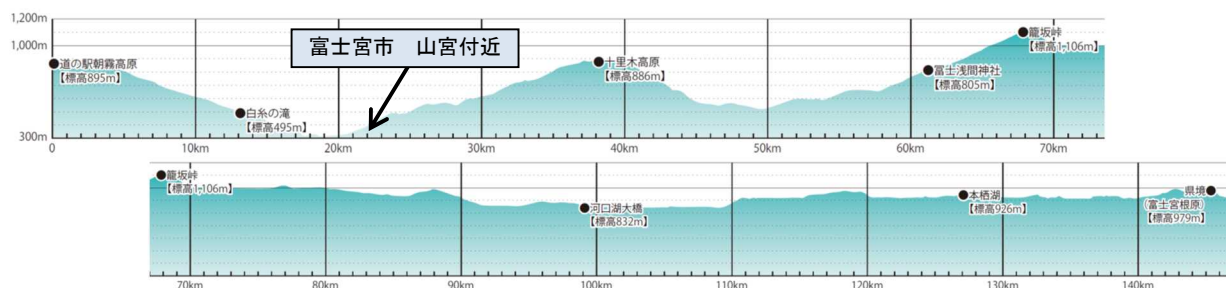 1,200m
1,000m
300m
富士宮市　山宮付近
道の駅朝霧高原
【標高895m】
白糸の滝
【標高495m】
十里木高原
【標高886m】
冨士浅間神社
【標高805m】
籠坂峠
【標高1,106m】
0
10km
20km
30km
40km
50km
60km
70km
籠坂峠
【標高1,106m】
河口湖大橋
【標高832m】
本栖湖
【標高926m】
県境
（富士宮根原）
【標高979m】
70km
80km
90km
100km
110km
120km
130km
140km